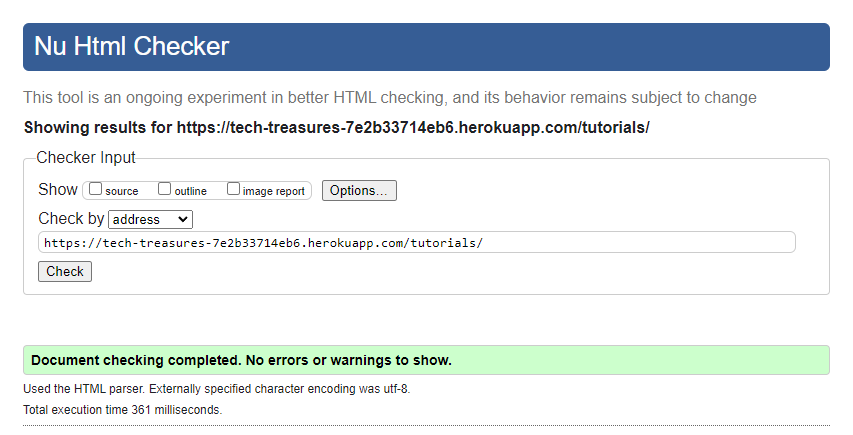 Nu Html Checker
This tool is an ongoing experiment in better HTML checking, and its behavior remains subject to change
Showing results for https://tech-treasures-7e2b33714eb6.herokuapp.com/tutorials/
Checker Input
Show source outline image report Options...
Check by address
https://tech-treasures-7e2b33714eb6.herokuapp.com/tutorials/
Check
Document checking completed. No errors or warnings to show.
Used the HTML parser. Externally specified character encoding was utf-8.
Total execution time 361 milliseconds.